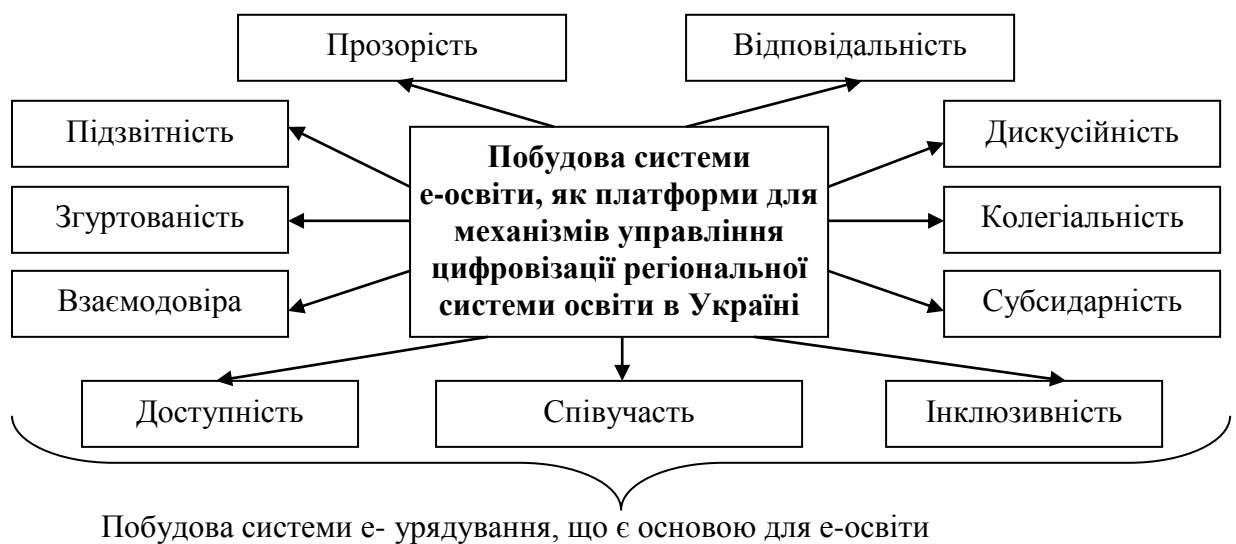 Прозорість
Відповідальність
Підзвітність
Згуртованість
Взаємодовіра
Побудова системи
е-освіти, як платформи для
механізмів управління
цифровізації регіональної
системи освіти в Україні
Дискусійність
Колегіальність
Субсидарність
Доступність
Співучасть
Інклюзивність
Побудова системи е- урядування, що є основою для е-освіти